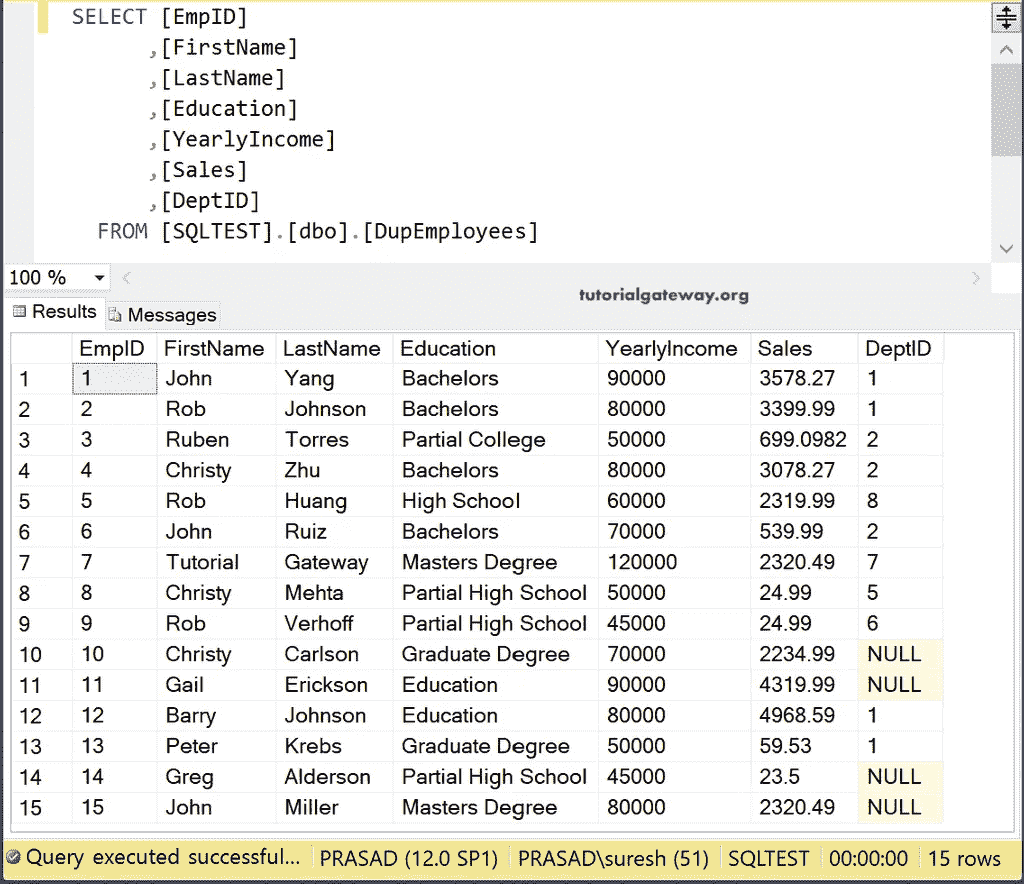 SELECT [EmpID]
,[FirstName]
,[LastName]
,[Education]
,[YearlyIncome]
,[Sales]
,[DeptID]
FROM [SQLTEST].[dbo].[DupEmployees]
100 %
tutorialgateway.org
Results Messages
EmpID FirstName LastName Education YearlyIncome Sales DeptID
1 1 John Yang Bachelors 90000 3578.27 1
2 2 Rob Johnson Bachelors 80000 3399.99 1
3 3 Ruben Torres Partial College 50000 699.0982 2
4 4 Christy Zhu Bachelors 80000 3078.27 2
5 5 Rob Huang High School 60000 2319.99 8
6 6 John Ruiz Bachelors 70000 539.99 2
7 7 Tutorial Gateway Masters Degree 120000 2320.49 7
8 8 Christy Mehta Partial High School 50000 24.99 5
9 9 Rob Verhoff Partial High School 45000 24.99 6
10 10 Christy Carlson Graduate Degree 70000 2234.99 NULL
11 11 Gail Erickson Education 90000 4319.99 NULL
12 12 Barry Johnson Education 80000 4968.59 1
13 13 Peter Krebs Graduate Degree 50000 59.53 1
14 14 Greg Alderson Partial High School 45000 23.5 NULL
15 15 John Miller Masters Degree 80000 2320.49 NULL
Query executed successful... PRASAD (12.0 SP1) PRASAD\suresh (51) SQLTEST 00:00:00 15 rows